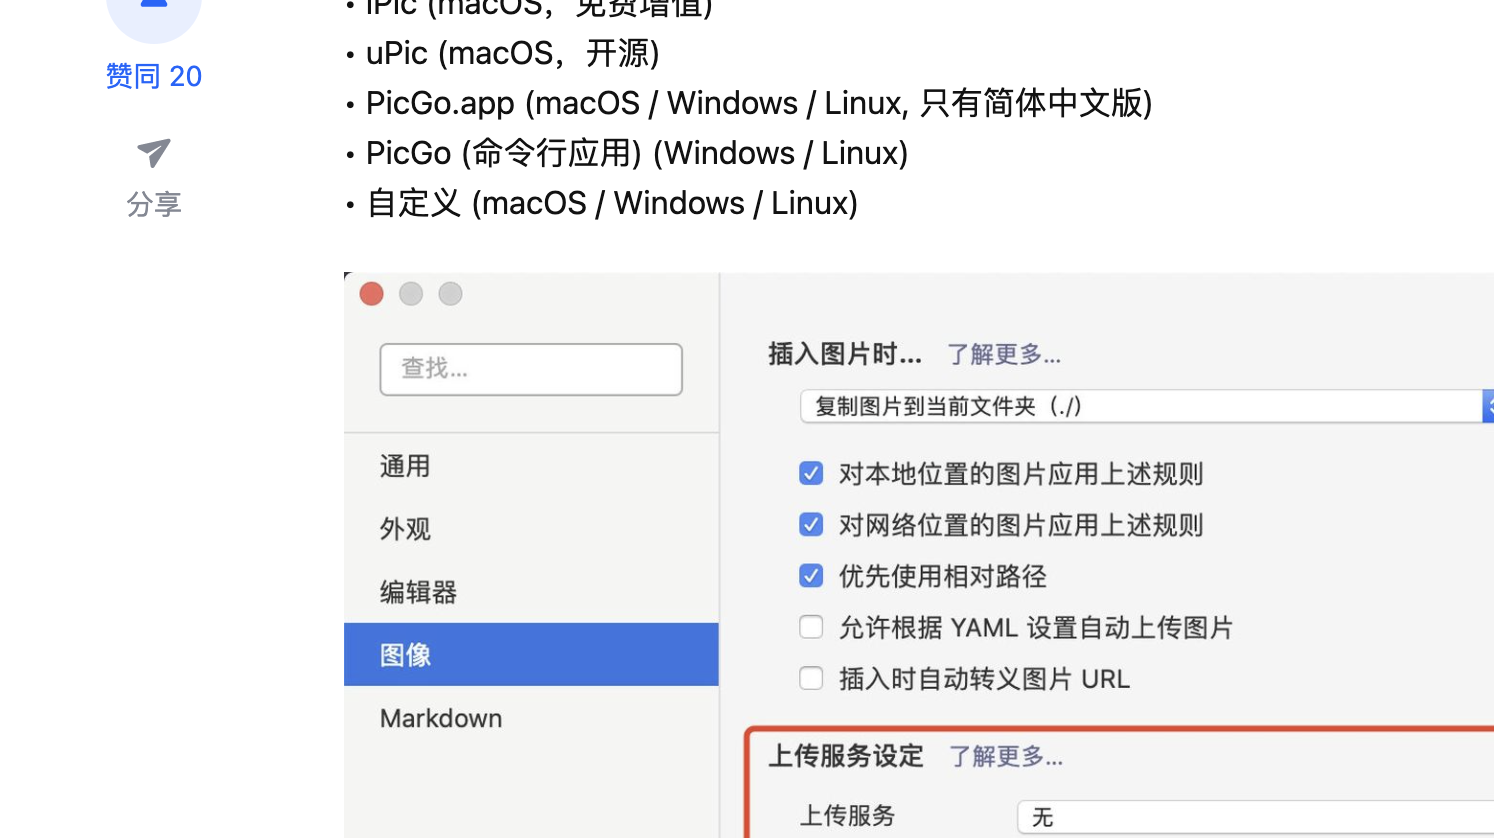 • iPic (macOS，免费增值)
• uPic (macOS，开源)
• PicGo.app (macOS / Windows / Linux, 只有简体中文版)
• PicGo (命令行应用) (Windows / Linux)
• 自定义 (macOS / Windows / Linux)
赞同 20
分享
查找...
通用
外观
编辑器
图像
Markdown
插入图片时... 了解更多...
复制图片到当前文件夹（./）
对本地位置的图片应用上述规则
对网络位置的图片应用上述规则
优先使用相对路径
允许根据 YAML 设置自动上传图片
插入时自动转义图片 URL
上传服务设定 了解更多...
上传服务 无